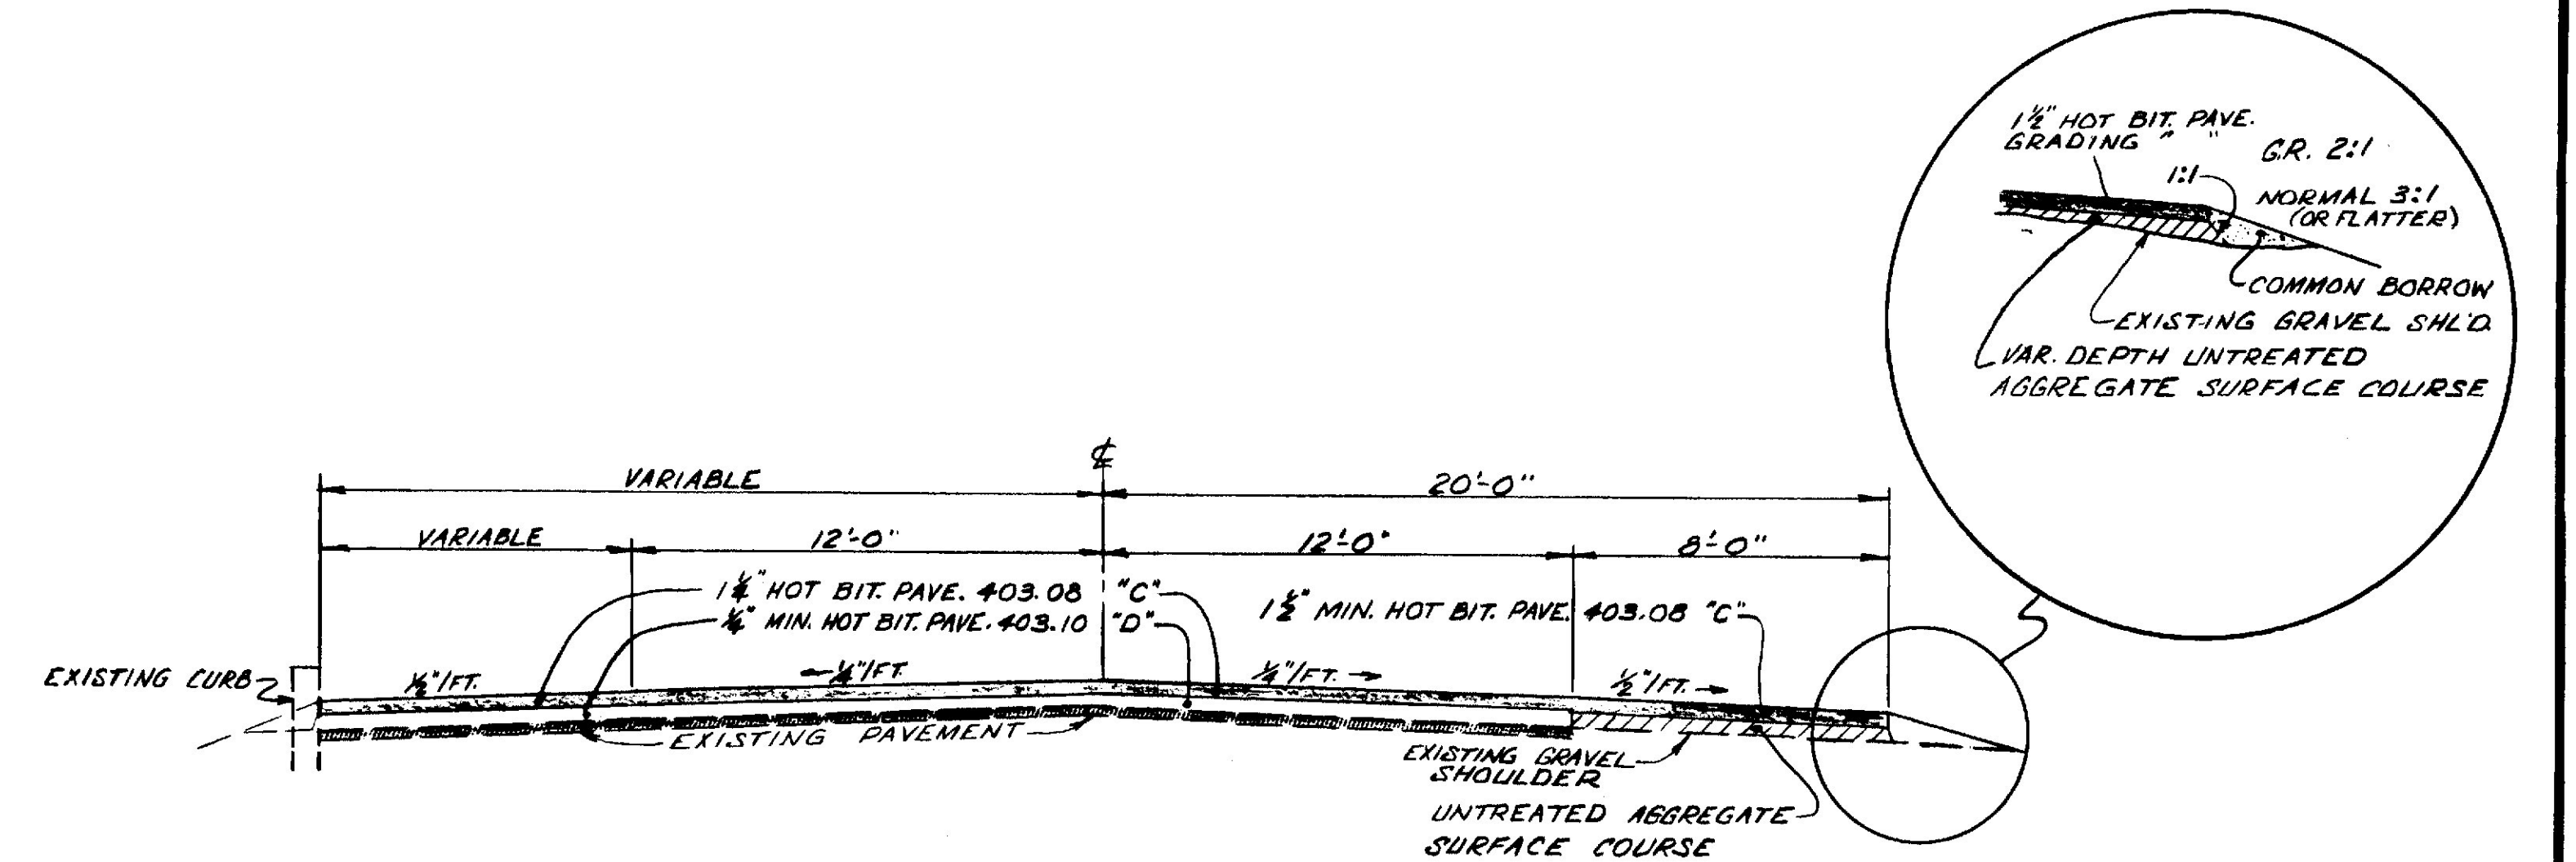 1½" HOT BIT. PAVE.
GRADING " "
G.R. 2:1
1:1
NORMAL 3:1
(OR FLATTER)
COMMON BORROW
EXISTING GRAVEL SHL'D.
VAR. DEPTH UNTREATED
AGGREGATE SURFACE COURSE
℄
VARIABLE
20'-0"
VARIABLE
12'-0"
12'-0"
8'-0"
1¼" HOT BIT. PAVE. 403.08 "C"
¼" MIN. HOT BIT. PAVE. 403.10 "D"
1½" MIN. HOT BIT. PAVE. 403.08 "C"
EXISTING CURB
½"/FT.
¼"/FT.
¼"/FT.
½"/FT.
EXISTING PAVEMENT
EXISTING GRAVEL
SHOULDER
UNTREATED AGGREGATE
SURFACE COURSE